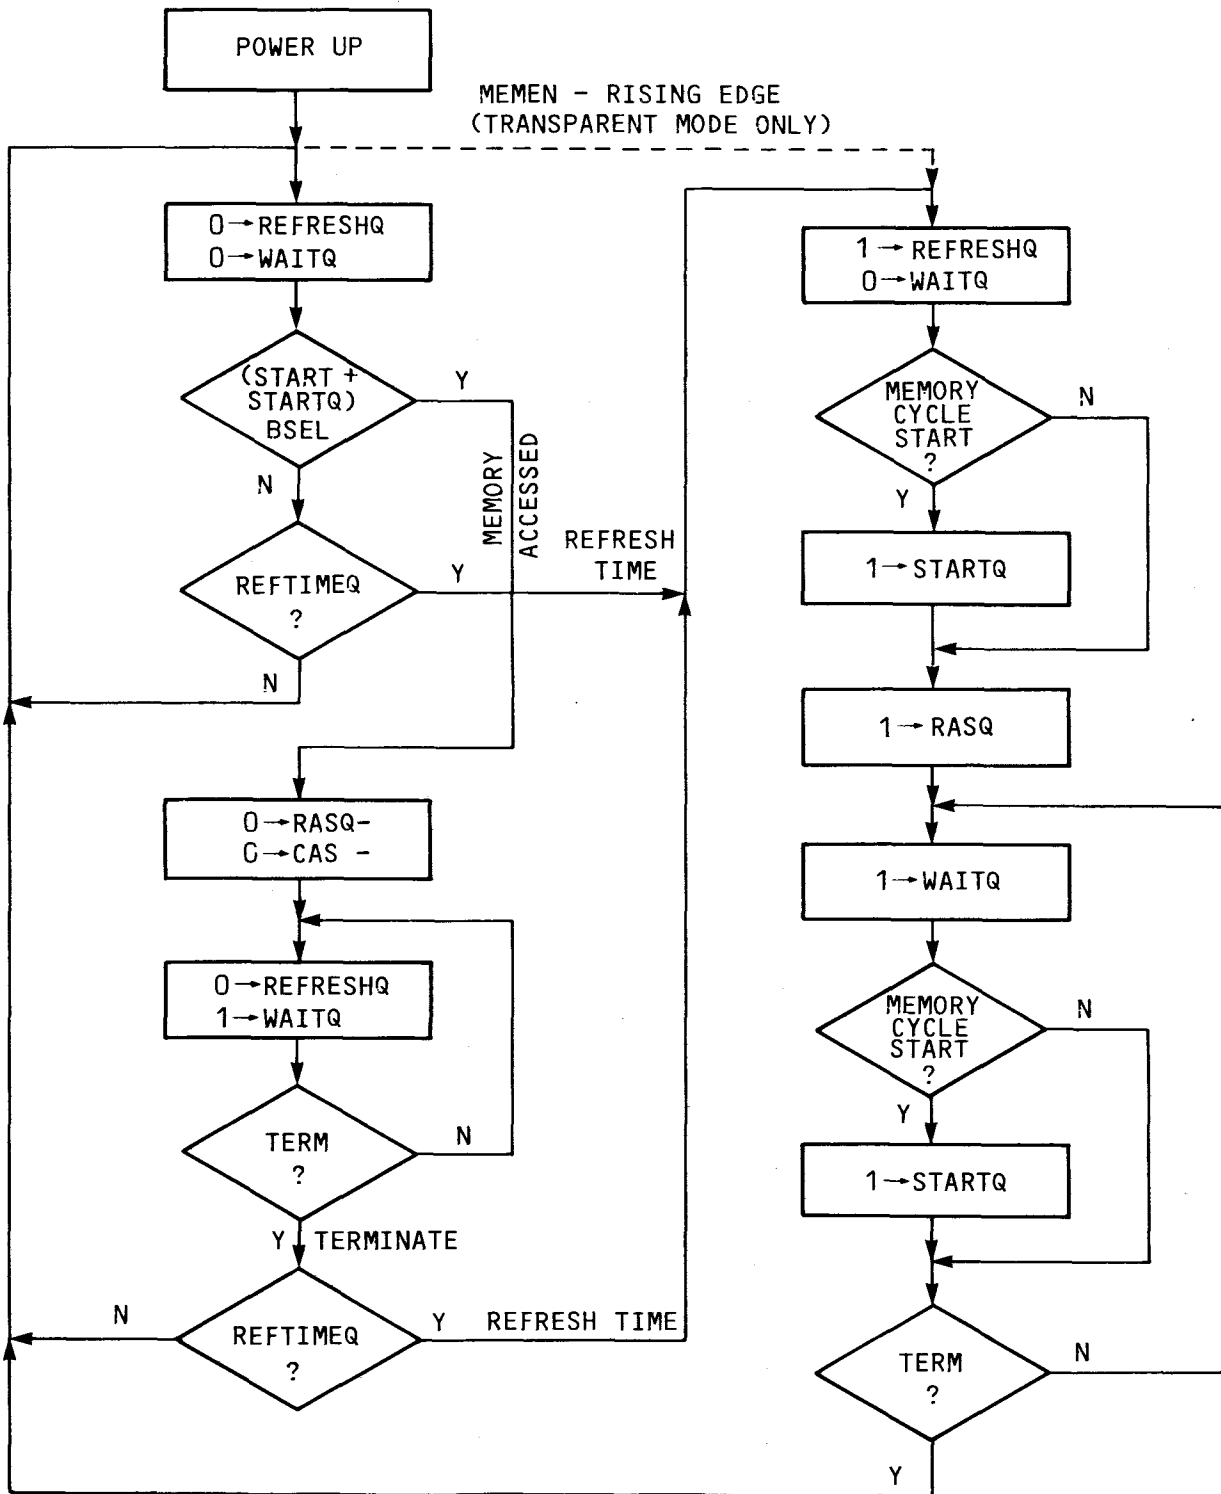 POWER UP
MEMEN - RISING EDGE
(TRANSPARENT MODE ONLY)
0→REFRESHQ
0→WAITQ
(START +
STARTQ)
BSEL
Y
N
MEMORY
ACCESSED
REFTIMEQ
?
Y
REFRESH
TIME
N
0→RASQ-
C→CAS -
0→REFRESHQ
1→WAITQ
TERM
?
N
Y TERMINATE
REFTIMEQ
?
N
Y REFRESH TIME
1→REFRESHQ
0→WAITQ
MEMORY
CYCLE
START
?
N
Y
1→STARTQ
1→RASQ
1→WAITQ
MEMORY
CYCLE
START
?
N
Y
1→STARTQ
TERM
?
N
Y